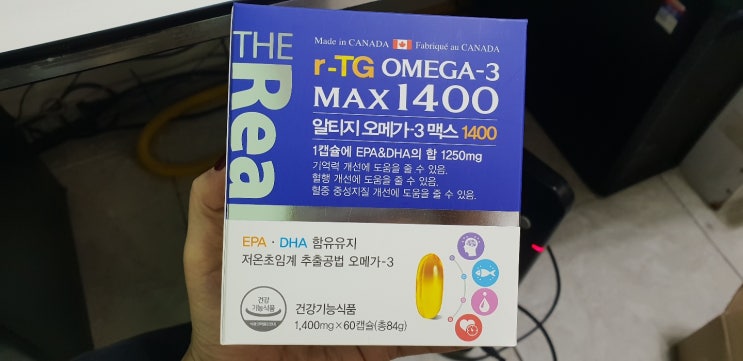 THE
Rea
Made in CANADA Fabriqué au CANADA
r-TG OMEGA-3
MAX 1400
알티지 오메가-3 맥스 1400
1캡슐에 EPA&DHA의 합 1250mg
기억력 개선에 도움을 줄 수 있음.
혈행 개선에 도움을 줄 수 있음.
혈중 중성지질 개선에 도움을 줄 수 있음.
EPA · DHA 함유유지
저온초임계 추출공법 오메가-3
건강
기능식품
건강기능식품
1,400mg×60캡슐(총84g)